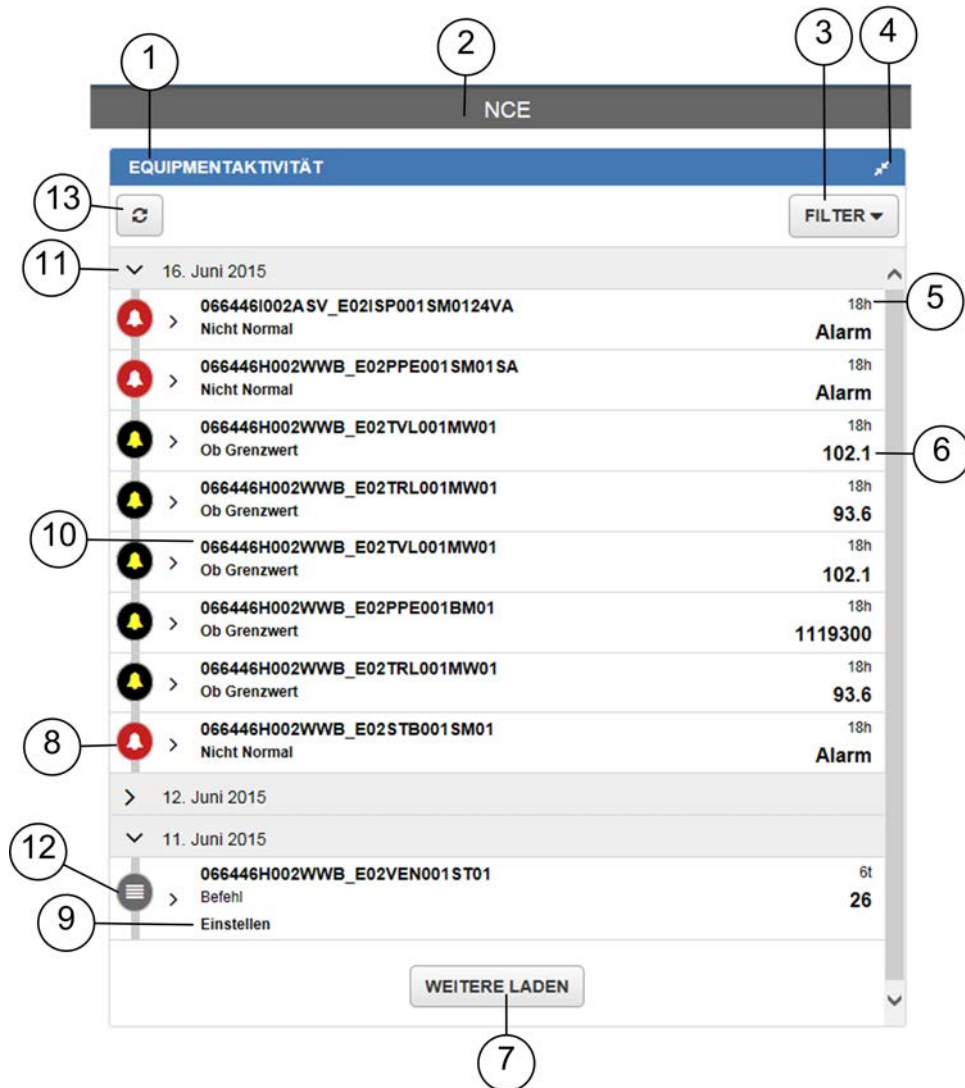 3
4
2
1
NCE
EQUIPMENTAKTIVITÄT
13
FILTER
11
16. Juni 2015
066446I002ASV_E02ISP001SM0124VA
18h
5
Nicht Normal
Alarm
066446H002WWB_E02PPE001SM01SA
18h
Nicht Normal
Alarm
066446H002WWB_E02TVL001MW01
18h
Ob Grenzwert
102.1
6
066446H002WWB_E02TRL001MW01
18h
Ob Grenzwert
93.6
10
066446H002WWB_E02TVL001MW01
18h
Ob Grenzwert
102.1
066446H002WWB_E02PPE001BM01
18h
Ob Grenzwert
1119300
066446H002WWB_E02TRL001MW01
18h
Ob Grenzwert
93.6
8
066446H002WWB_E02STB001SM01
18h
Nicht Normal
Alarm
12. Juni 2015
11. Juni 2015
12
066446H002WWB_E02VEN001ST01
6t
Befehl
26
9
Einstellen
WEITERE LADEN
7